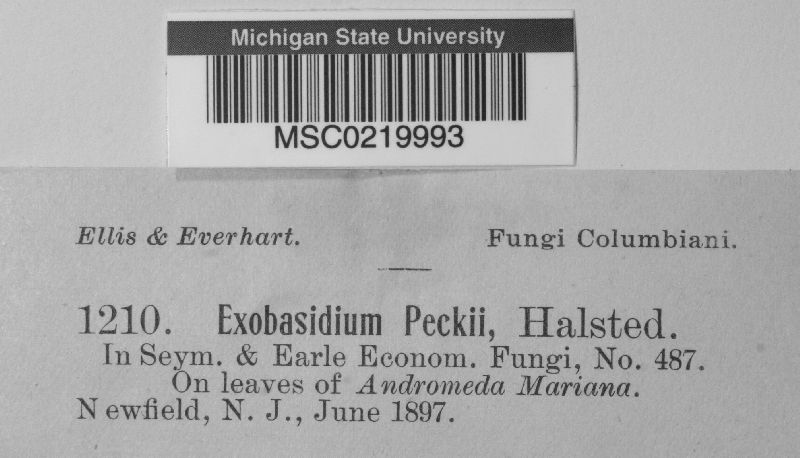 Michigan State University
MSC0219993
Ellis & Everhart. Fungi Columbiani.
1210. Exobasidium Peckii, Halsted.
In Seym. & Earle Econom. Fungi, No. 487.
On leaves of Andromeda Mariana.
Newfield, N. J., June 1897.